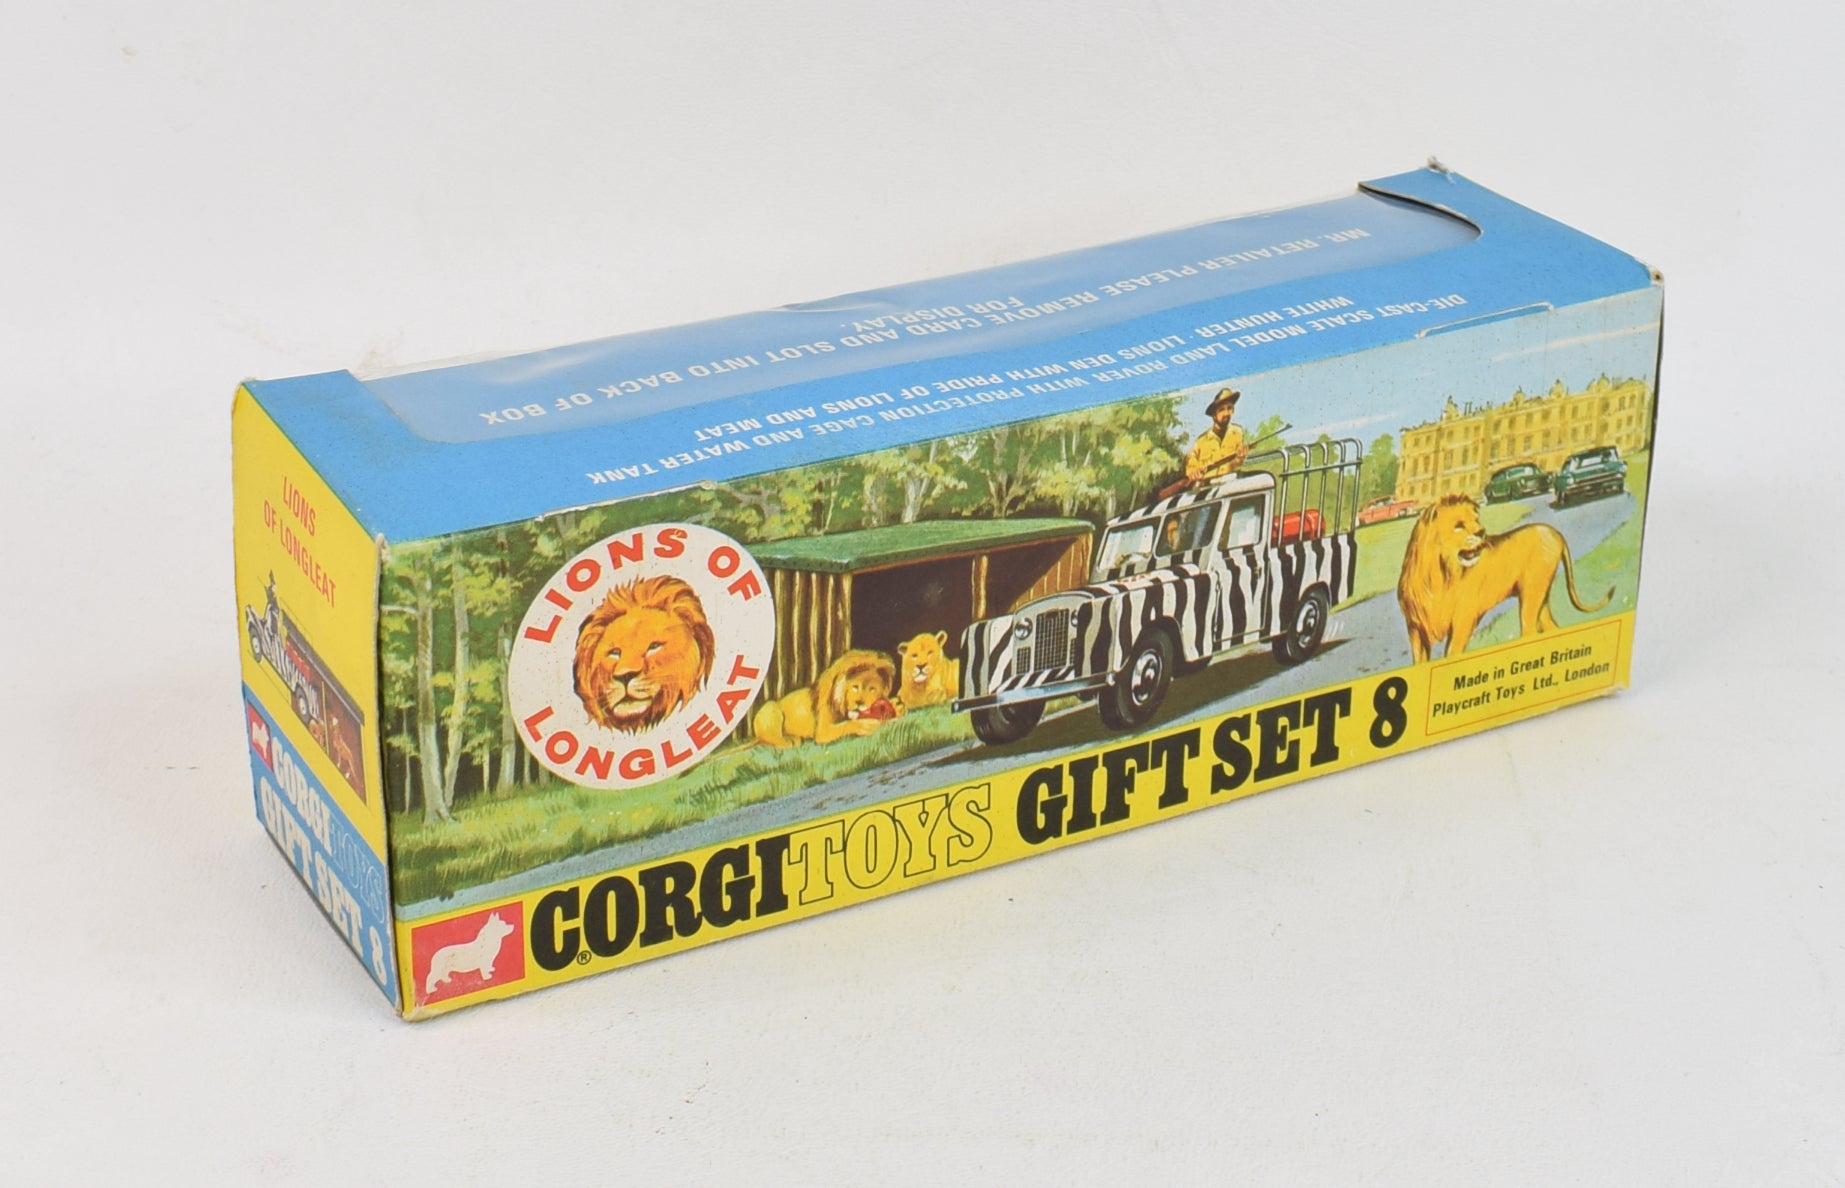 MR. RETAILER PLEASE REMOVE CARD AND SLOT INTO BACK OF BOX
FOR DISPLAY.
DIE-CAST SCALE MODEL LAND ROVER WITH PROTECTION CAGE AND WATER TANK
WHITE HUNTER · LIONS DEN WITH PRIDE OF LIONS AND MEAT
LIONS
OF LONGLEAT
CORGI TOYS
GIFT SET 8
LIONS OF
LONGLEAT
CORGI TOYS GIFT SET 8
®
Made in Great Britain
Playcraft Toys Ltd., London